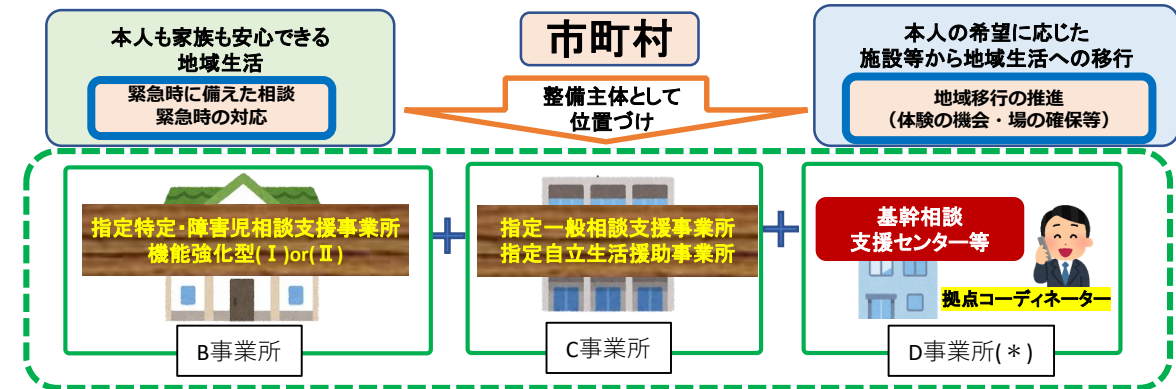 本人も家族も安心できる
地域生活
緊急時に備えた相談
緊急時の対応
市町村
整備主体として
位置づけ
本人の希望に応じた
施設等から地域生活への移行
地域移行の推進
（体験の機会・場の確保等）
指定特定・障害児相談支援事業所
機能強化型(Ⅰ)or(Ⅱ)
B事業所
+
指定一般相談支援事業所
指定自立生活援助事業所
C事業所
+
基幹相談
支援センター等
拠点コーディネーター
D事業所(＊)